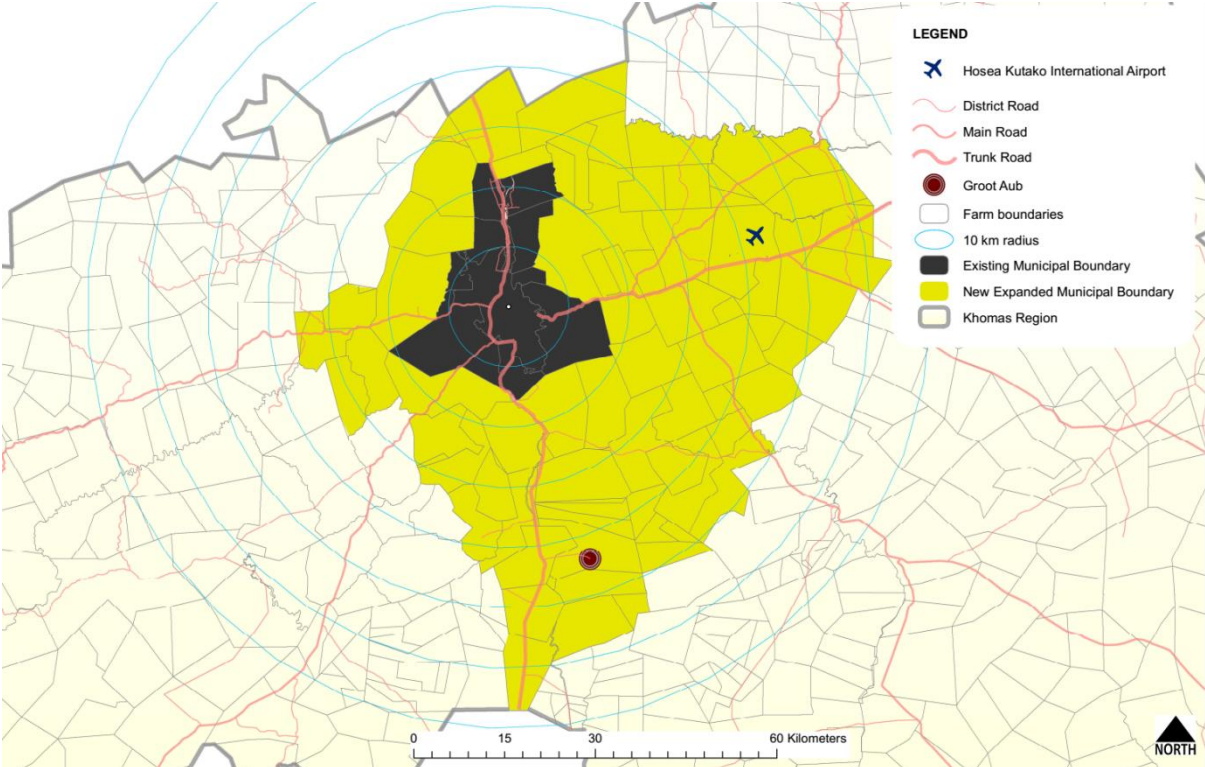 LEGEND
Hosea Kutako International Airport
District Road
Main Road
Trunk Road
Groot Aub
Farm boundaries
10 km radius
Existing Municipal Boundary
New Expanded Municipal Boundary
Khomas Region
0 15 30 60 Kilometers
NORTH